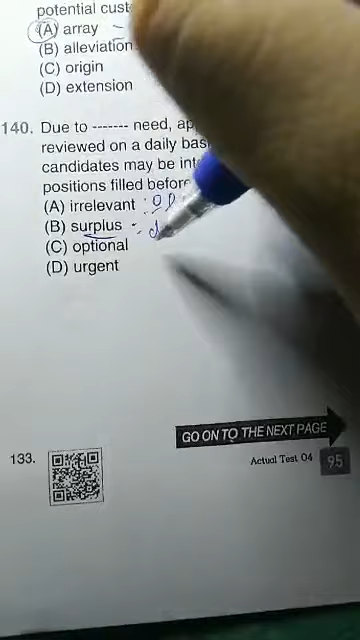 potential cust
(A) array
(B) alleviation
(C) origin
(D) extension
140. Due to ------- need, ap
reviewed on a daily bas
candidates may be int
positions filled before
(A) irrelevant :
(B) surplus :
(C) optional
(D) urgent
GO ON TO THE NEXT PAGE
133.
Actual Test 04 95